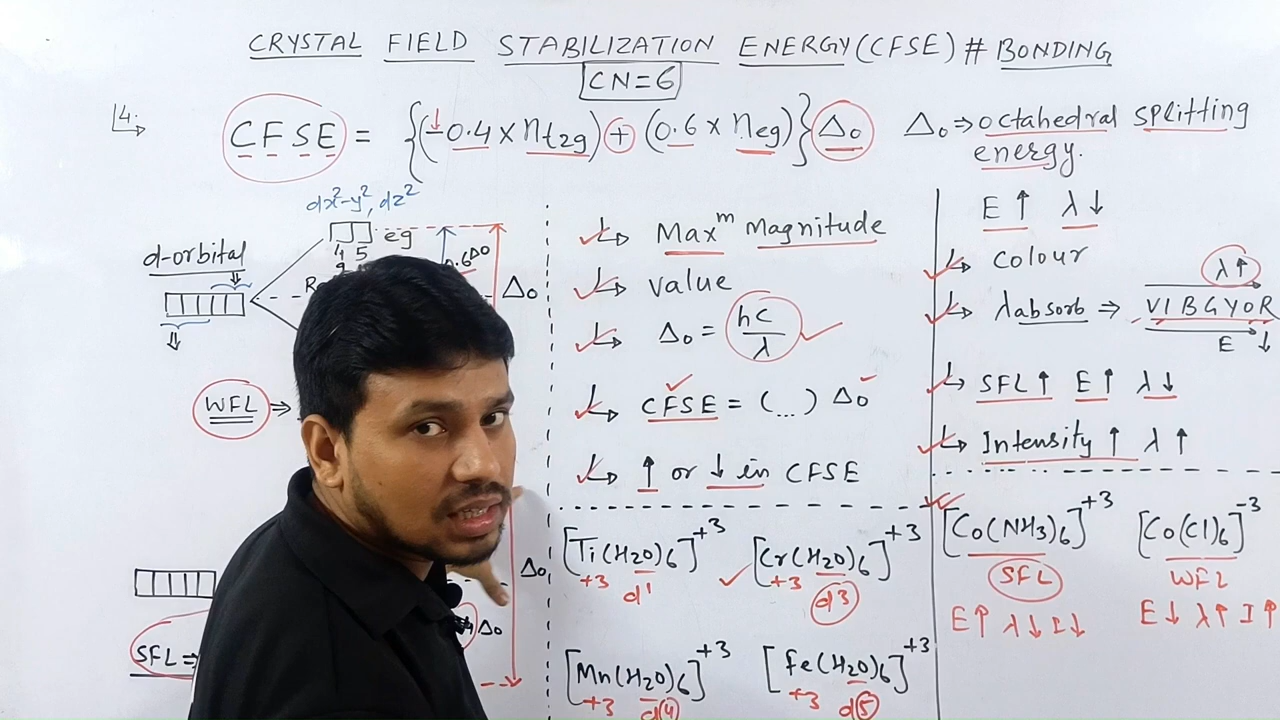 CRYSTAL FIELD STABILIZATION ENERGY (CFSE) # BONDING
CN=6
4.
CFSE = {(-0.4 × nt2g) + (0.6 × neg)} Δo
Δo ⇒ octahedral splitting
energy.
dx²-y², dz²
eg
4 5
d-orbital
0.6 Δo
Δo
WFL ⇒
Δo
Δo
SFL ⇒
Maxᵐ Magnitude
value
Δo = hc/λ
CFSE = (...) Δo
↑ or ↓ in CFSE
E ↑ λ ↓
Colour
λ ↑
λabsorb ⇒ VIBGYOR
E ↓
SFL ↑ E ↑ λ ↓
Intensity ↑ λ ↑
[Ti(H2O)6]+3 [Cr(H2O)6]+3
+3 d1 +3 d3
[Mn(H2O)6]+3 [Fe(H2O)6]+3
+3 d4 +3 d5
[Co(NH3)6]+3 [Co(Cl)6]-3
SFL WFL
E↑ λ↓ I↓ E↓ λ↑ I↑